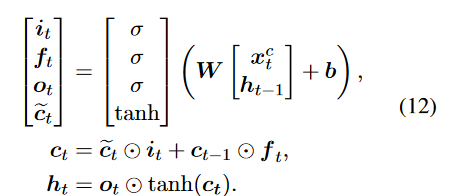 [i_t f_t o_t c̃_t] = [σ σ σ tanh] (W [x_t^c h_{t-1}] + b),
(12)
c_t = c̃_t ⊙ i_t + c_{t-1} ⊙ f_t,
h_t = o_t ⊙ tanh(c_t).